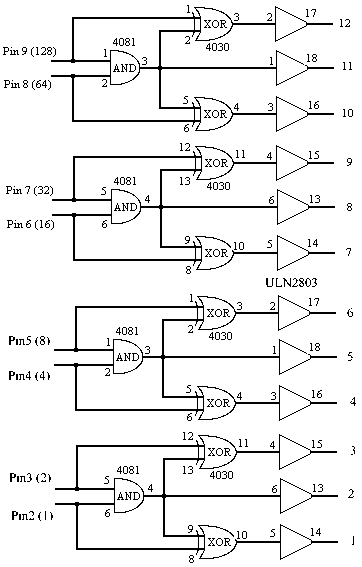 1 XOR 3 2 17 12
4081 2 4030
Pin 9 (128) 1 AND 3 1 18 11
Pin 8 (64) 2
5 XOR 4 3 16 10
6
12 XOR 11 4 15 9
4081 13 4030
Pin 7 (32) 5 AND 4 6 13 8
Pin 6 (16) 6
9 XOR 10 5 14 7
8
ULN2803
1 XOR 3 2 17 6
4081 2 4030
Pin5 (8) 1 AND 3 1 18 5
Pin4 (4) 2
5 XOR 4 3 16 4
6
12 XOR 11 4 15 3
4081 13 4030
Pin3 (2) 5 AND 4 6 13 2
Pin2 (1) 6
9 XOR 10 5 14 1
8